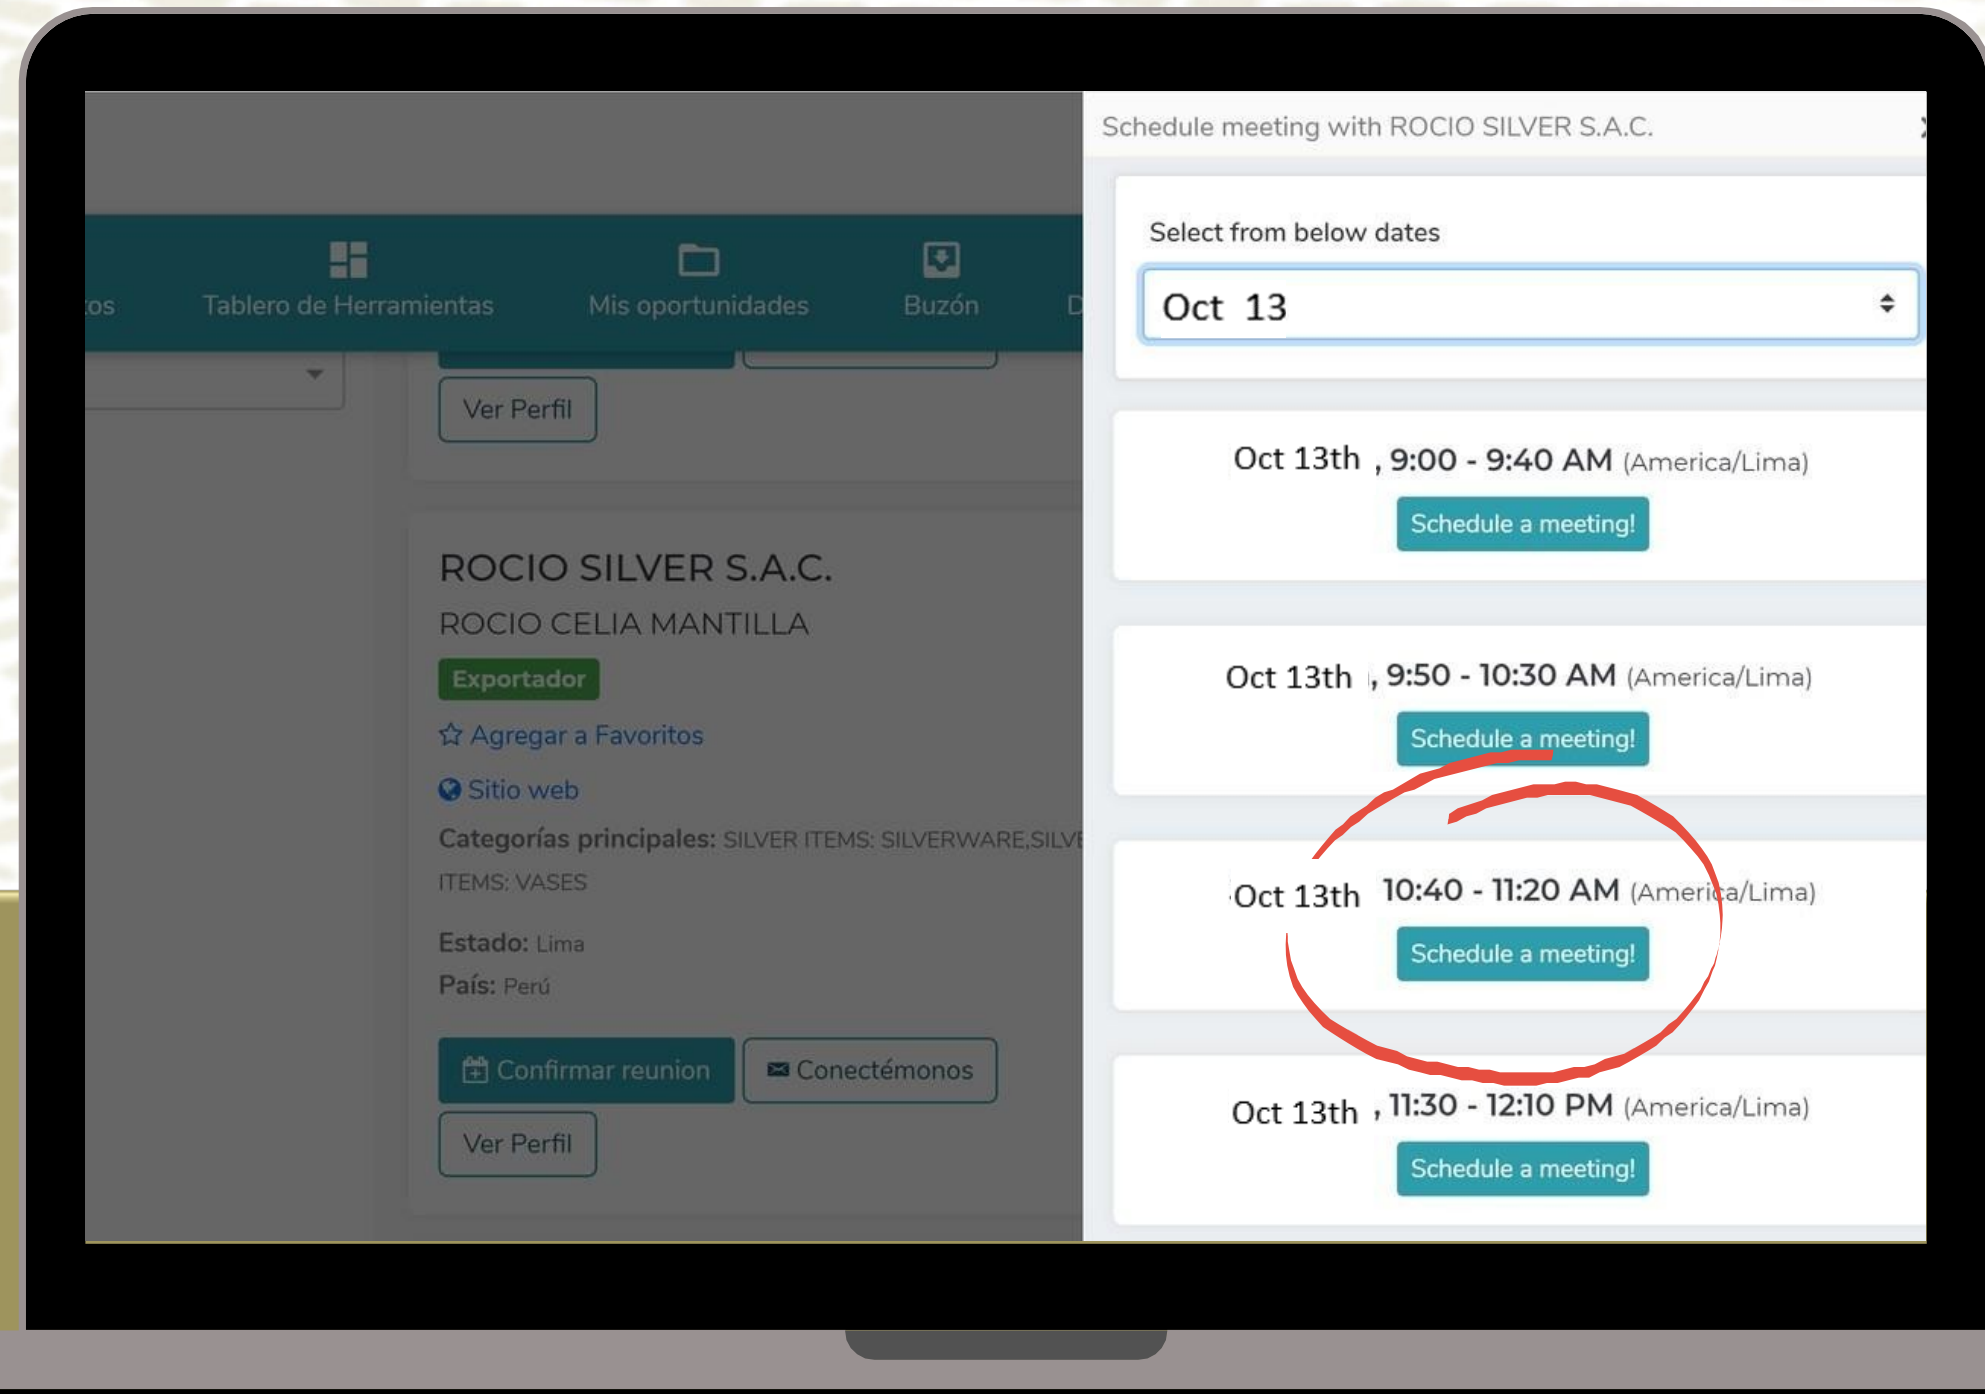 Schedule meeting with ROCIO SILVER S.A.C.
Select from below dates
Oct 13
Oct 13th , 9:00 - 9:40 AM (America/Lima)
Schedule a meeting!
Oct 13th , 9:50 - 10:30 AM (America/Lima)
Schedule a meeting!
Oct 13th 10:40 - 11:20 AM (America/Lima)
Schedule a meeting!
Oct 13th , 11:30 - 12:10 PM (America/Lima)
Schedule a meeting!
Tablero de Herramientas
Mis oportunidades
Buzón
Ver Perfil
ROCIO SILVER S.A.C.
ROCIO CELIA MANTILLA
Exportador
Agregar a Favoritos
Sitio web
Categorías principales: SILVER ITEMS: SILVERWARE,
ITEMS: VASES
Estado: Lima
País: Perú
Confirmar reunion
Conectémonos
Ver Perfil